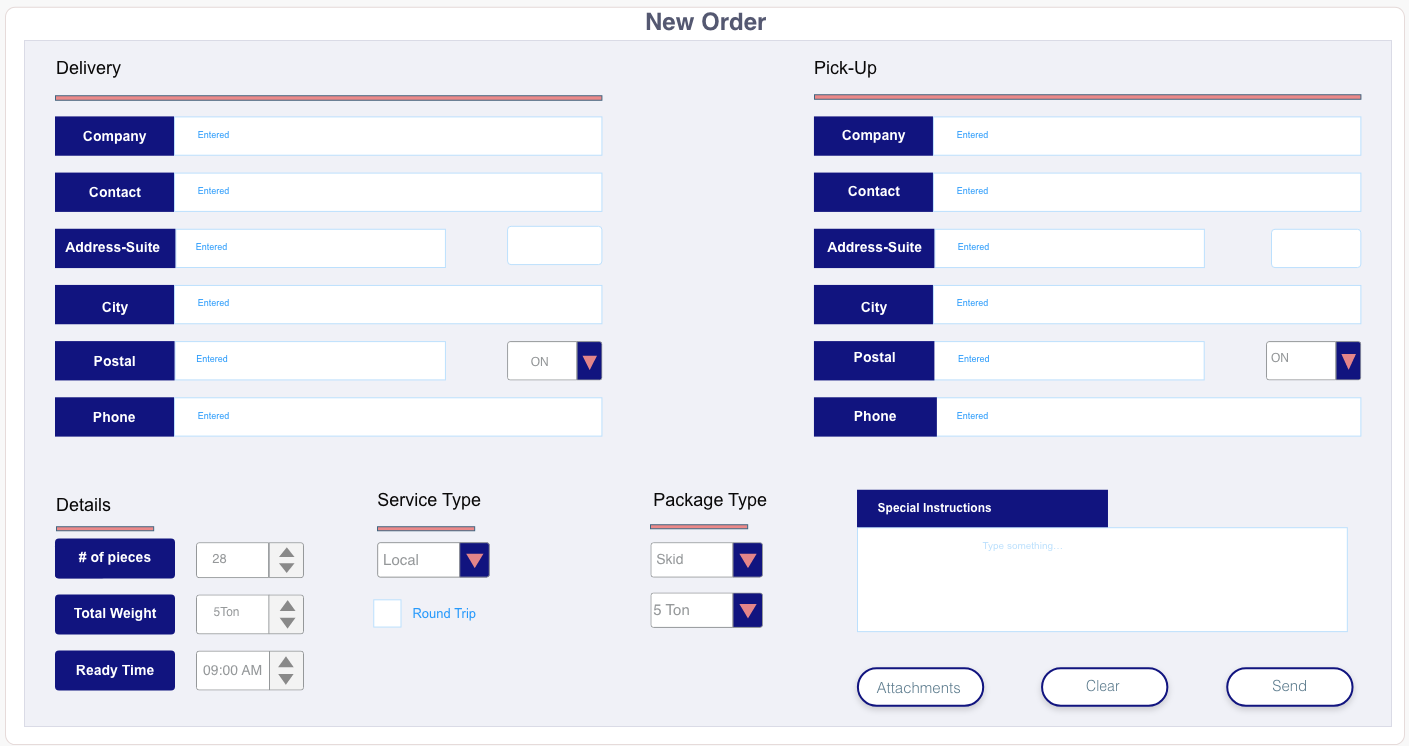 New Order
Delivery
Company
Entered
Contact
Entered
Address-Suite
Entered
City
Entered
Postal
Entered
ON
Phone
Entered
Pick-Up
Company
Entered
Contact
Entered
Address-Suite
Entered
City
Entered
Postal
Entered
ON
Phone
Entered
Details
# of pieces
28
Total Weight
5Ton
Ready Time
09:00 AM
Service Type
Local
Round Trip
Package Type
Skid
5 Ton
Special Instructions
Type something...
Attachments
Clear
Send